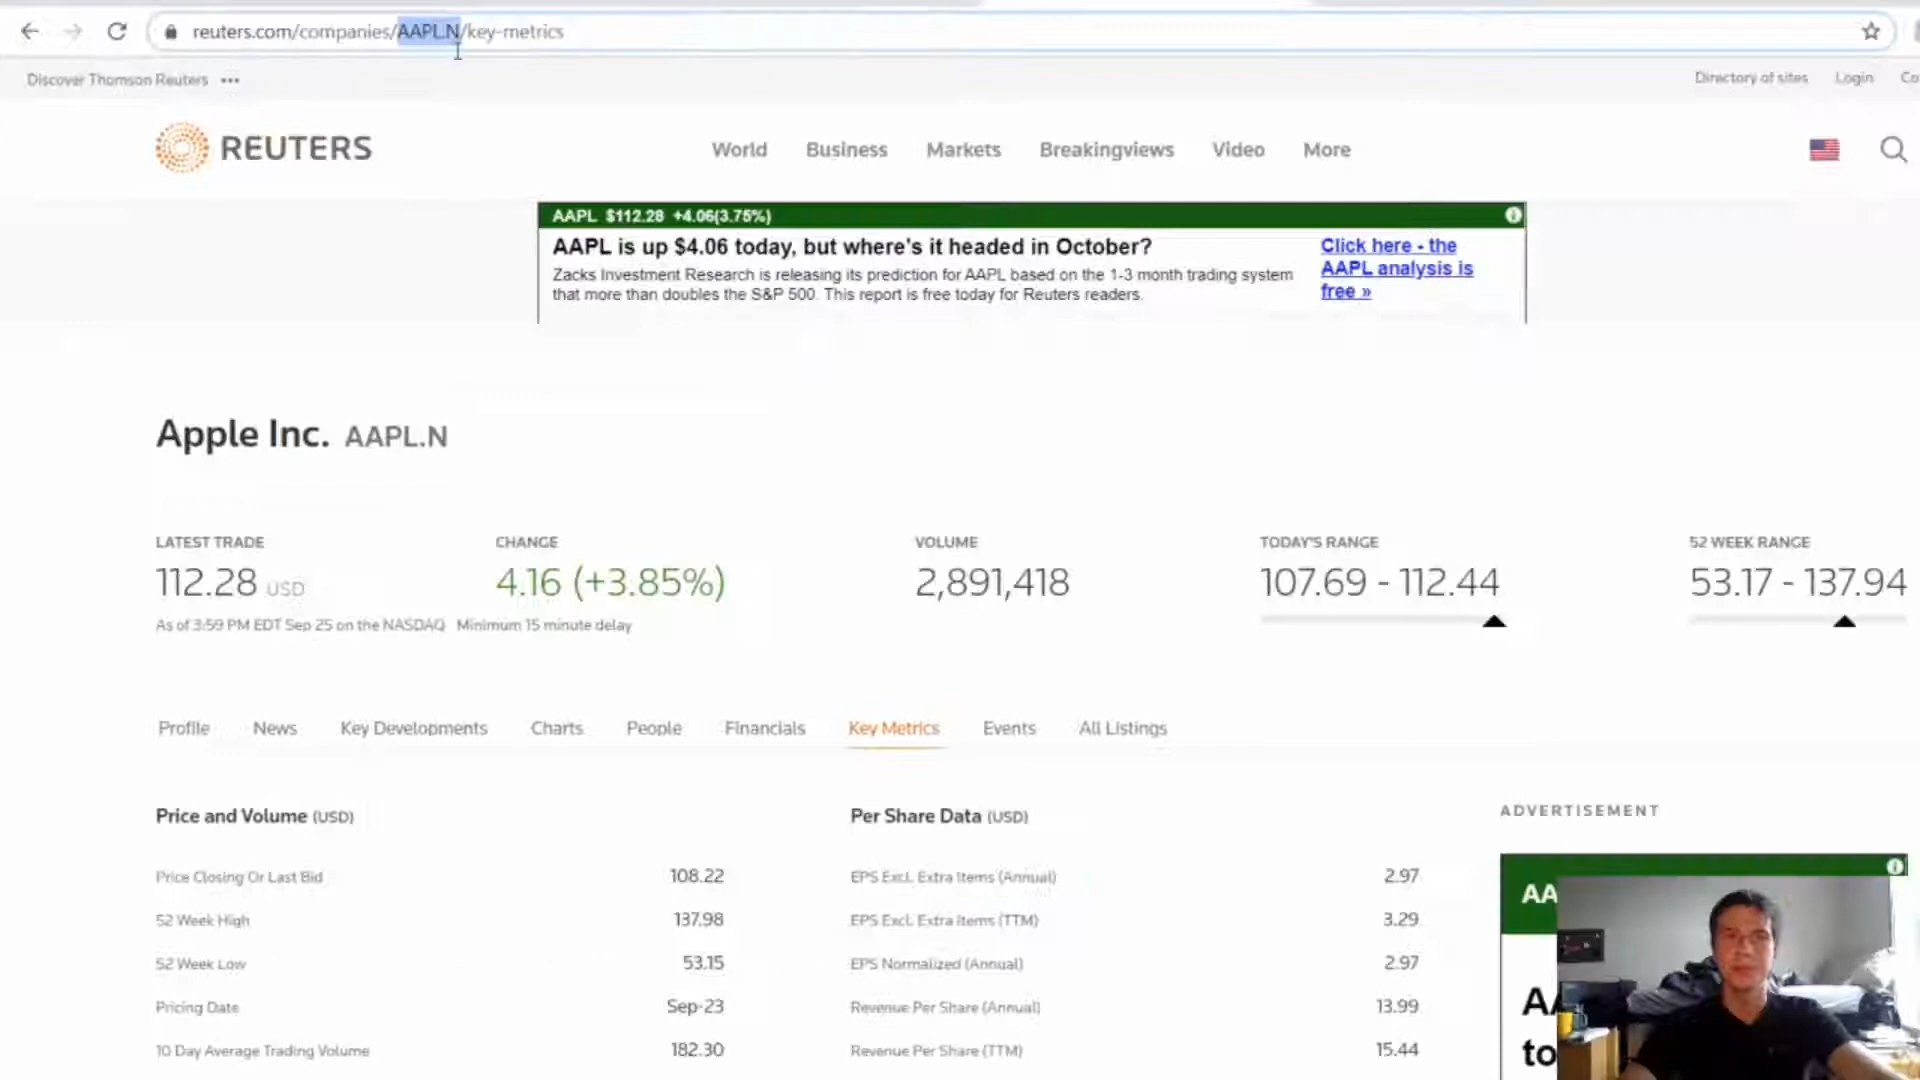 reuters.com/companies/AAPL.N/key-metrics
Discover Thomson Reuters •••
Directory of sites Login
REUTERS
World Business Markets Breakingviews Video More
AAPL $112.28 +4.06(3.75%)
AAPL is up $4.06 today, but where's it headed in October?
Zacks Investment Research is releasing its prediction for AAPL based on the 1-3 month trading system
that more than doubles the S&P 500. This report is free today for Reuters readers.
Click here - the
AAPL analysis is
free »
Apple Inc. AAPL.N
LATEST TRADE CHANGE VOLUME TODAY'S RANGE 52 WEEK RANGE
112.28 USD 4.16 (+3.85%) 2,891,418 107.69 - 112.44 53.17 - 137.94
As of 3:59 PM EDT Sep 25 on the NASDAQ Minimum 15 minute delay
Profile News Key Developments Charts People Financials Key Metrics Events All Listings
Price and Volume (USD)
Price Closing Or Last Bid 108.22
52 Week High 137.98
52 Week Low 53.15
Pricing Date Sep-23
10 Day Average Trading Volume 182.30
Per Share Data (USD)
EPS Excl. Extra Items (Annual) 2.97
EPS Excl. Extra Items (TTM) 3.29
EPS Normalized (Annual) 2.97
Revenue Per Share (Annual) 13.99
Revenue Per Share (TTM) 15.44
ADVERTISEMENT
AA
to